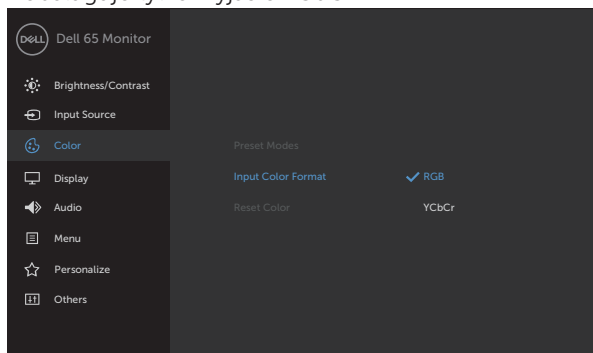 DELL
Dell 65 Monitor
Brightness/Contrast
Input Source
Color
Preset Modes
Display
Input Color Format RGB
Audio
Reset Color YCbCr
Menu
Personalize
Others